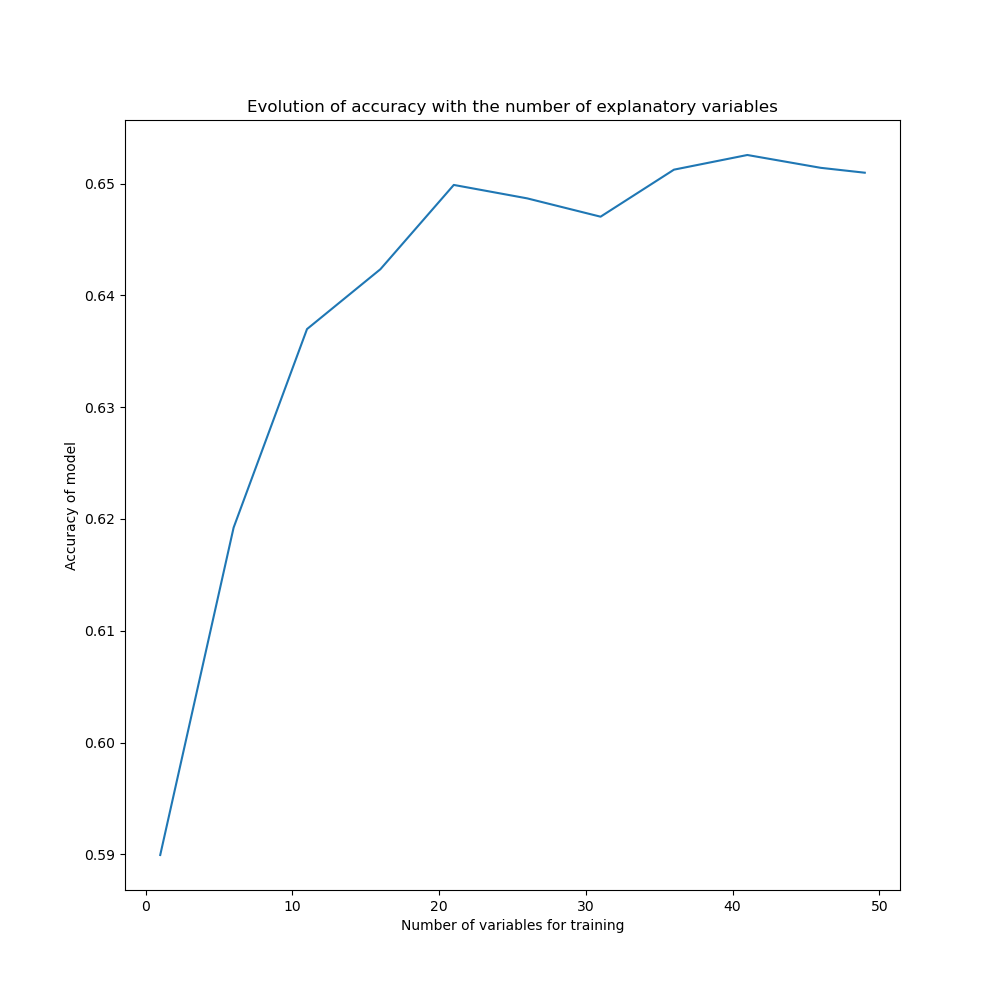 Evolution of accuracy with the number of explanatory variables
0.65
0.64
0.63
0.62
0.61
0.60
0.59
Accuracy of model
0 10 20 30 40 50
Number of variables for training